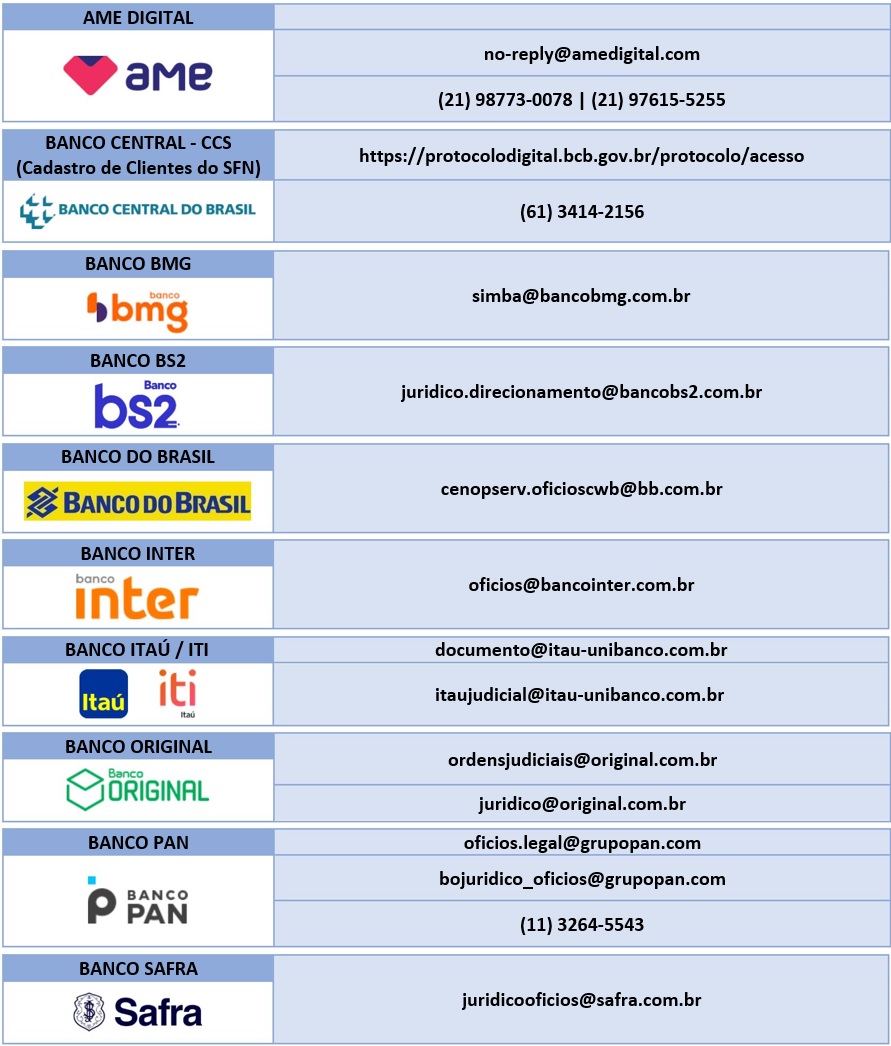 AME DIGITAL
ame
no-reply@amedigital.com
(21) 98773-0078 | (21) 97615-5255
BANCO CENTRAL - CCS
(Cadastro de Clientes do SFN)
BANCO CENTRAL DO BRASIL
https://protocolodigital.bcb.gov.br/protocolo/acesso
(61) 3414-2156
BANCO BMG
banco
bmg
simba@bancobmg.com.br
BANCO BS2
Banco
bs2
juridico.direcionamento@bancobs2.com.br
BANCO DO BRASIL
BANCO DO BRASIL
cenopserv.oficioscwb@bb.com.br
BANCO INTER
banco
inter
oficios@bancointer.com.br
BANCO ITAÚ / ITI
Itaú
iti
Itaú
documento@itau-unibanco.com.br
itaujudicial@itau-unibanco.com.br
BANCO ORIGINAL
Banco
ORIGINAL
ordensjudiciais@original.com.br
juridico@original.com.br
BANCO PAN
BANCO
PAN
oficios.legal@grupopan.com
bojuridico_oficios@grupopan.com
(11) 3264-5543
BANCO SAFRA
Safra
juridicooficios@safra.com.br